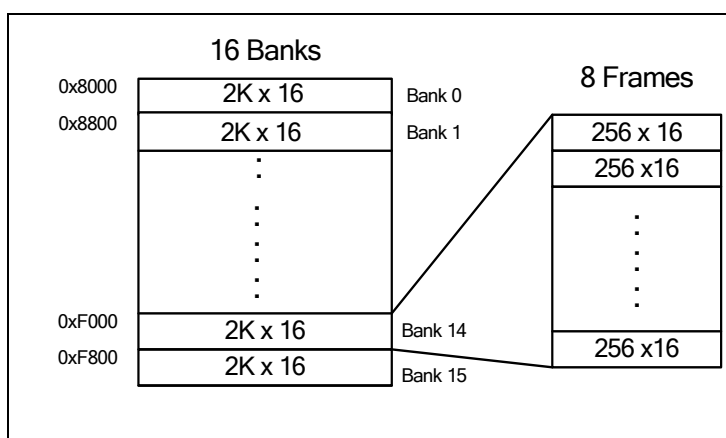 16 Banks
0x8000
2K x 16
Bank 0
0x8800
2K x 16
Bank 1
0xF000
2K x 16
Bank 14
0xF800
2K x 16
Bank 15
8 Frames
256 x 16
256 x16
256 x16